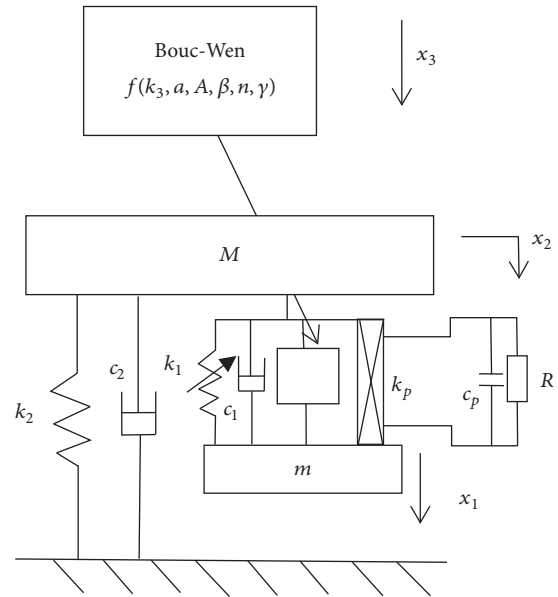 Bouc-Wen
f(k₃, a, A, β, n, γ)
x₃
M
x₂
k₂
c₂
k₁
c₁
kₚ
cₚ
R
m
x₁